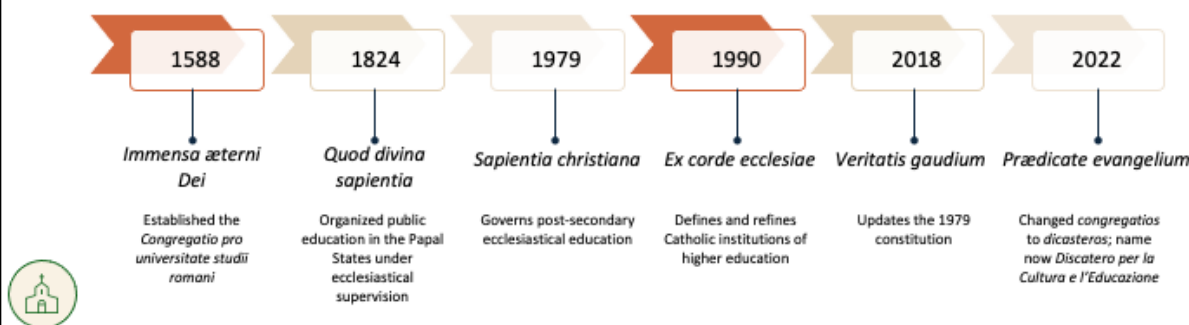 1588
Immensa æterni
Dei
Established the
Congregatio pro
universitate studii
romani
1824
Quod divina
sapientia
Organized public
education in the Papal
States under
ecclesiastical
supervision
1979
Sapientia christiana
Governs post-secondary
ecclesiastical education
1990
Ex corde ecclesiae
Defines and refines
Catholic institutions of
higher education
2018
Veritatis gaudium
Updates the 1979
constitution
2022
Prædicate evangelium
Changed congregatios
to dicasteros; name
now Discatero per la
Cultura e l'Educazione